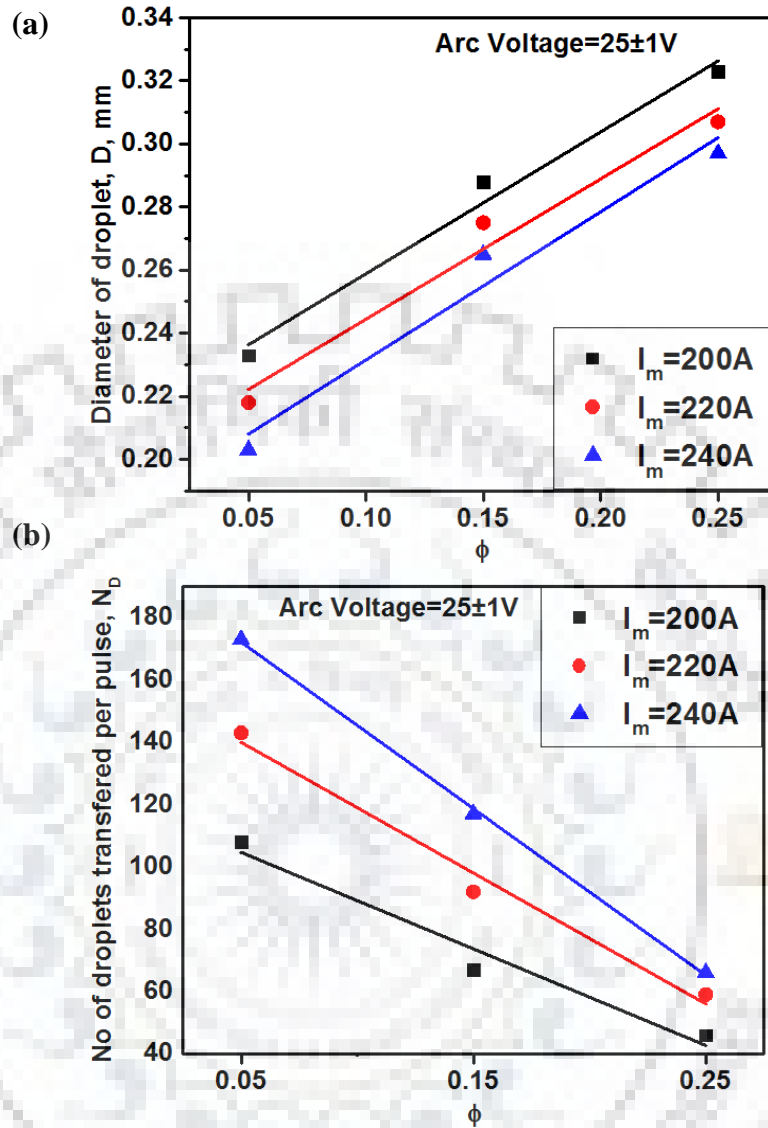 (a)
Arc Voltage=25±1V
Diameter of droplet, D, mm
0.34
0.32
0.30
0.28
0.26
0.24
0.22
0.20
I_m=200A
I_m=220A
I_m=240A
0.05 0.10 0.15 0.20 0.25
ϕ
(b)
Arc Voltage=25±1V
No of droplets transfered per pulse, N_D
180
160
140
120
100
80
60
40
I_m=200A
I_m=220A
I_m=240A
0.05 0.15 0.25
ϕ